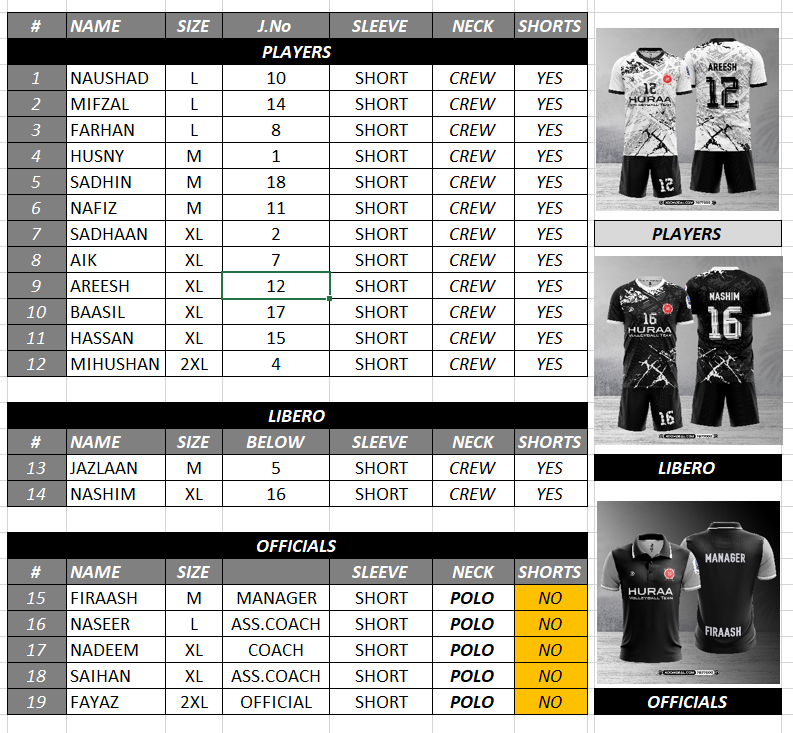 # NAME SIZE J.No SLEEVE NECK SHORTS
PLAYERS
1 NAUSHAD L 10 SHORT CREW YES
2 MIFZAL L 14 SHORT CREW YES
3 FARHAN L 8 SHORT CREW YES
4 HUSNY M 1 SHORT CREW YES
5 SADHIN M 18 SHORT CREW YES
6 NAFIZ M 11 SHORT CREW YES
7 SADHAAN XL 2 SHORT CREW YES
8 AIK XL 7 SHORT CREW YES
9 AREESH XL 12 SHORT CREW YES
10 BAASIL XL 17 SHORT CREW YES
11 HASSAN XL 15 SHORT CREW YES
12 MIHUSHAN 2XL 4 SHORT CREW YES
LIBERO
# NAME SIZE BELOW SLEEVE NECK SHORTS
13 JAZLAAN M 5 SHORT CREW YES
14 NASHIM XL 16 SHORT CREW YES
OFFICIALS
# NAME SIZE SLEEVE NECK SHORTS
15 FIRAASH M MANAGER SHORT POLO NO
16 NASEER L ASS.COACH SHORT POLO NO
17 NADEEM XL COACH SHORT POLO NO
18 SAIHAN XL ASS.COACH SHORT POLO NO
19 FAYAZ 2XL OFFICIAL SHORT POLO NO
AREESH
12
12
HURAA
VOLLEYBALL TEAM
12
PLAYERS
NASHIM
16
16
HURAA
VOLLEYBALL TEAM
16
LIBERO
MANAGER
HURAA
VOLLEYBALL TEAM
FIRAASH
OFFICIALS